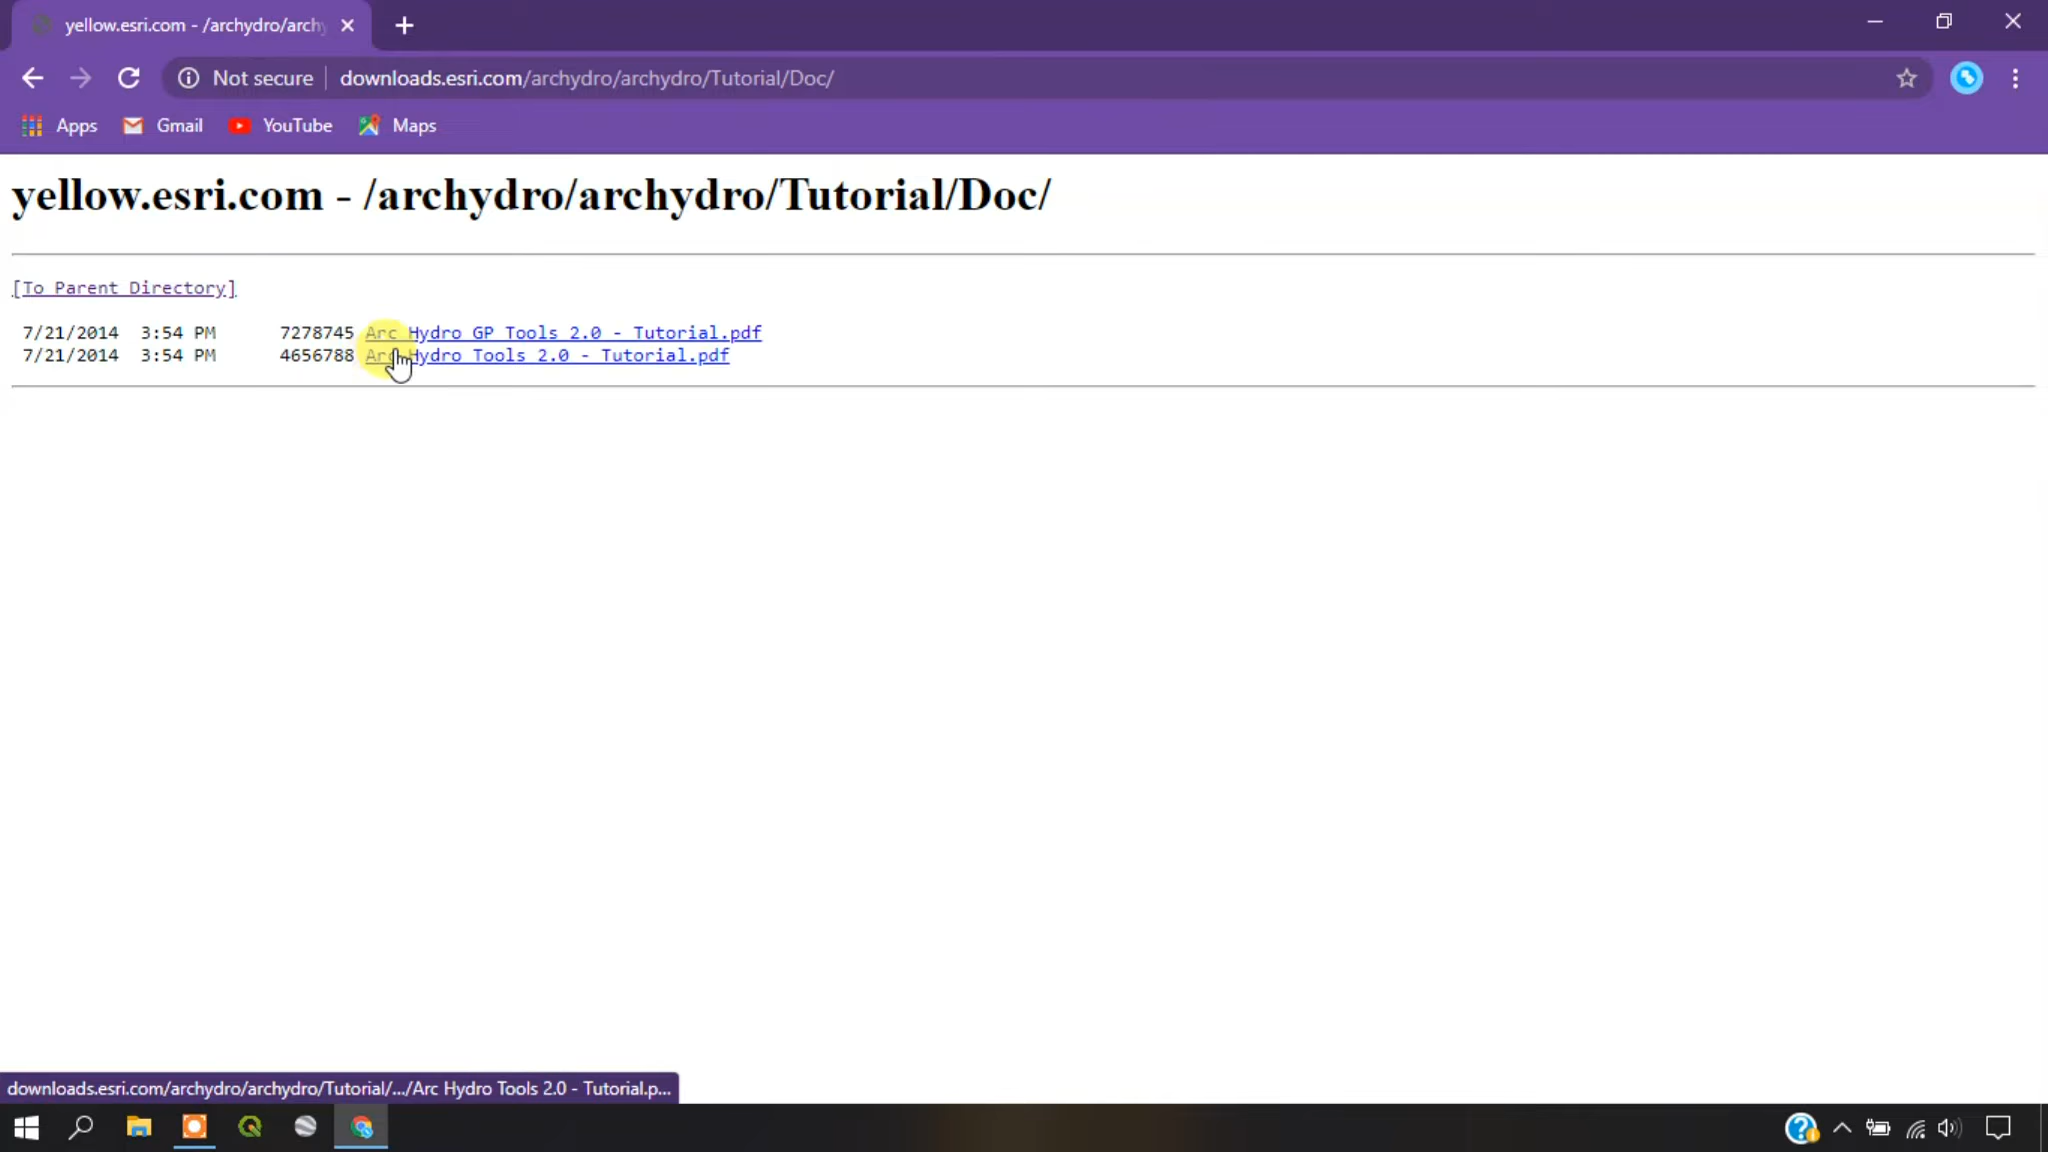 yellow.esri.com - /archydro/archy
Not secure downloads.esri.com/archydro/archydro/Tutorial/Doc/
Apps Gmail YouTube Maps
yellow.esri.com - /archydro/archydro/Tutorial/Doc/
[To Parent Directory]
7/21/2014 3:54 PM 7278745 Arc Hydro GP Tools 2.0 - Tutorial.pdf
7/21/2014 3:54 PM 4656788 Arc Hydro Tools 2.0 - Tutorial.pdf
downloads.esri.com/archydro/archydro/Tutorial/.../Arc Hydro Tools 2.0 - Tutorial.p...